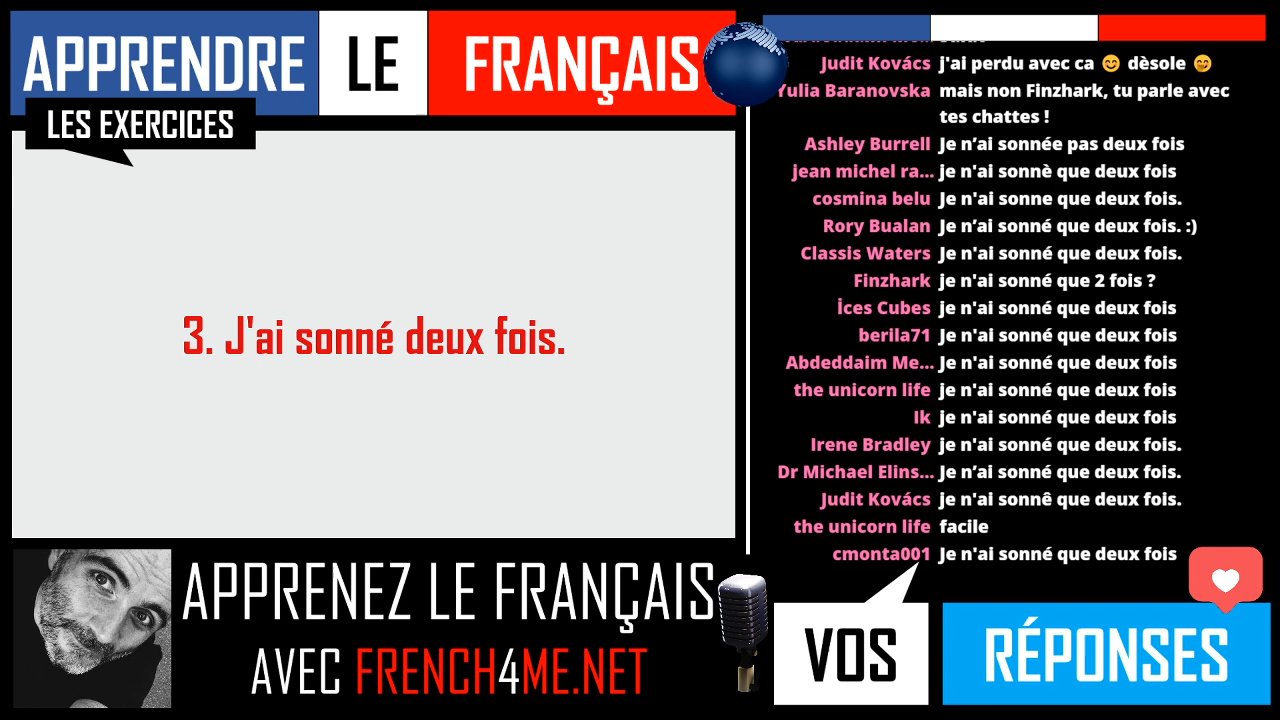 APPRENDRE LE FRANÇAIS
LES EXERCICES
3. J'ai sonné deux fois.
APPRENEZ LE FRANÇAIS
AVEC FRENCH4ME.NET
Judit Kovács j'ai perdu avec ca 😊 dèsole 🤭
Yulia Baranovska mais non Finzhark, tu parle avec
tes chattes !
Ashley Burrell Je n’ai sonnée pas deux fois
jean michel ra... Je n'ai sonnè que deux fois
cosmina belu Je n'ai sonne que deux fois.
Rory Bualan Je n’ai sonné que deux fois. :)
Classis Waters Je n'ai sonné que deux fois.
Finzhark je n'ai sonné que 2 fois ?
İces Cubes je n'ai sonné que deux fois
berila71 Je n'ai sonné que deux fois
Abdeddaim Me... Je n'ai sonné que deux fois
the unicorn life je n'ai sonné que deux fois
Ik je n'ai sonné que deux fois
Irene Bradley je n'ai sonné que deux fois.
Dr Michael Elins... Je n’ai sonné que deux fois.
Judit Kovács je n'ai sonnê que deux fois.
the unicorn life facile
cmonta001 Je n'ai sonné que deux fois
VOS RÉPONSES